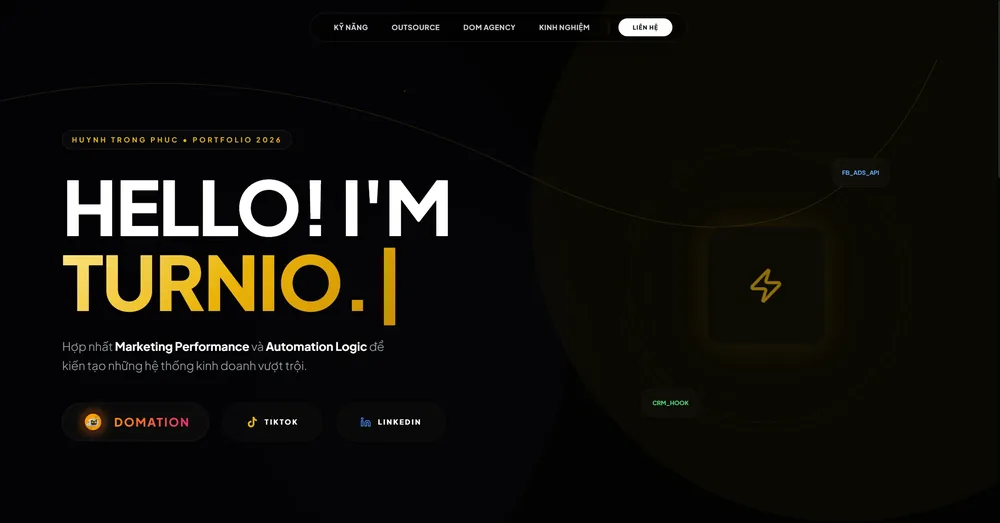 KỸ NĂNG OUTSOURCE DOM AGENCY KINH NGHIỆM LIÊN HỆ
HUYNH TRONG PHUC • PORTFOLIO 2026
HELLO! I'M
TURNIO.
Hợp nhất Marketing Performance và Automation Logic để
kiến tạo những hệ thống kinh doanh vượt trội.
DOMATION TIKTOK LINKEDIN
FB_ADS_API
CRM_HOOK